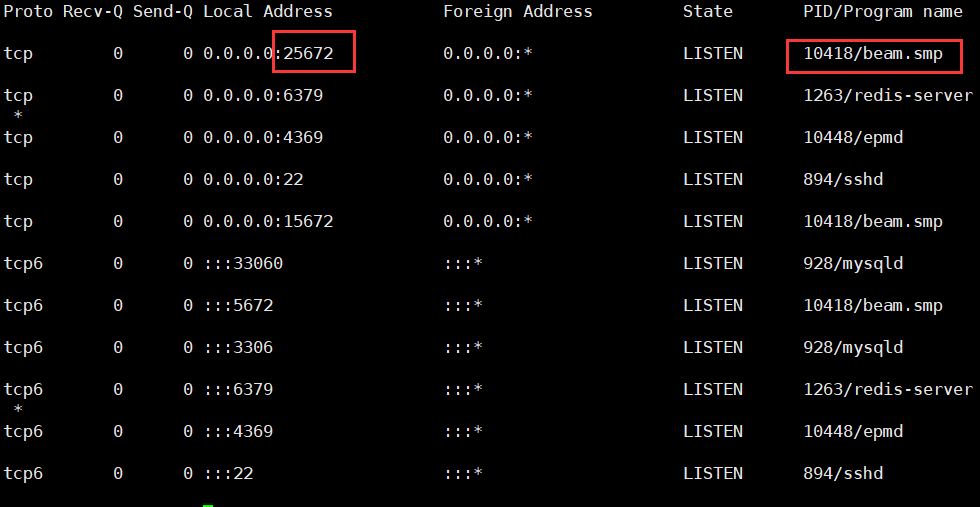 Proto Recv-Q Send-Q Local Address           Foreign Address         State       PID/Program name
tcp        0      0 0.0.0.0:25672           0.0.0.0:*               LISTEN      10418/beam.smp
tcp        0      0 0.0.0.0:6379            0.0.0.0:*               LISTEN      1263/redis-server
 *
tcp        0      0 0.0.0.0:4369            0.0.0.0:*               LISTEN      10448/epmd
tcp        0      0 0.0.0.0:22              0.0.0.0:*               LISTEN      894/sshd
tcp        0      0 0.0.0.0:15672           0.0.0.0:*               LISTEN      10418/beam.smp
tcp6       0      0 :::33060                :::*                    LISTEN      928/mysqld
tcp6       0      0 :::5672                 :::*                    LISTEN      10418/beam.smp
tcp6       0      0 :::3306                 :::*                    LISTEN      928/mysqld
tcp6       0      0 :::6379                 :::*                    LISTEN      1263/redis-server
 *
tcp6       0      0 :::4369                 :::*                    LISTEN      10448/epmd
tcp6       0      0 :::22                   :::*                    LISTEN      894/sshd